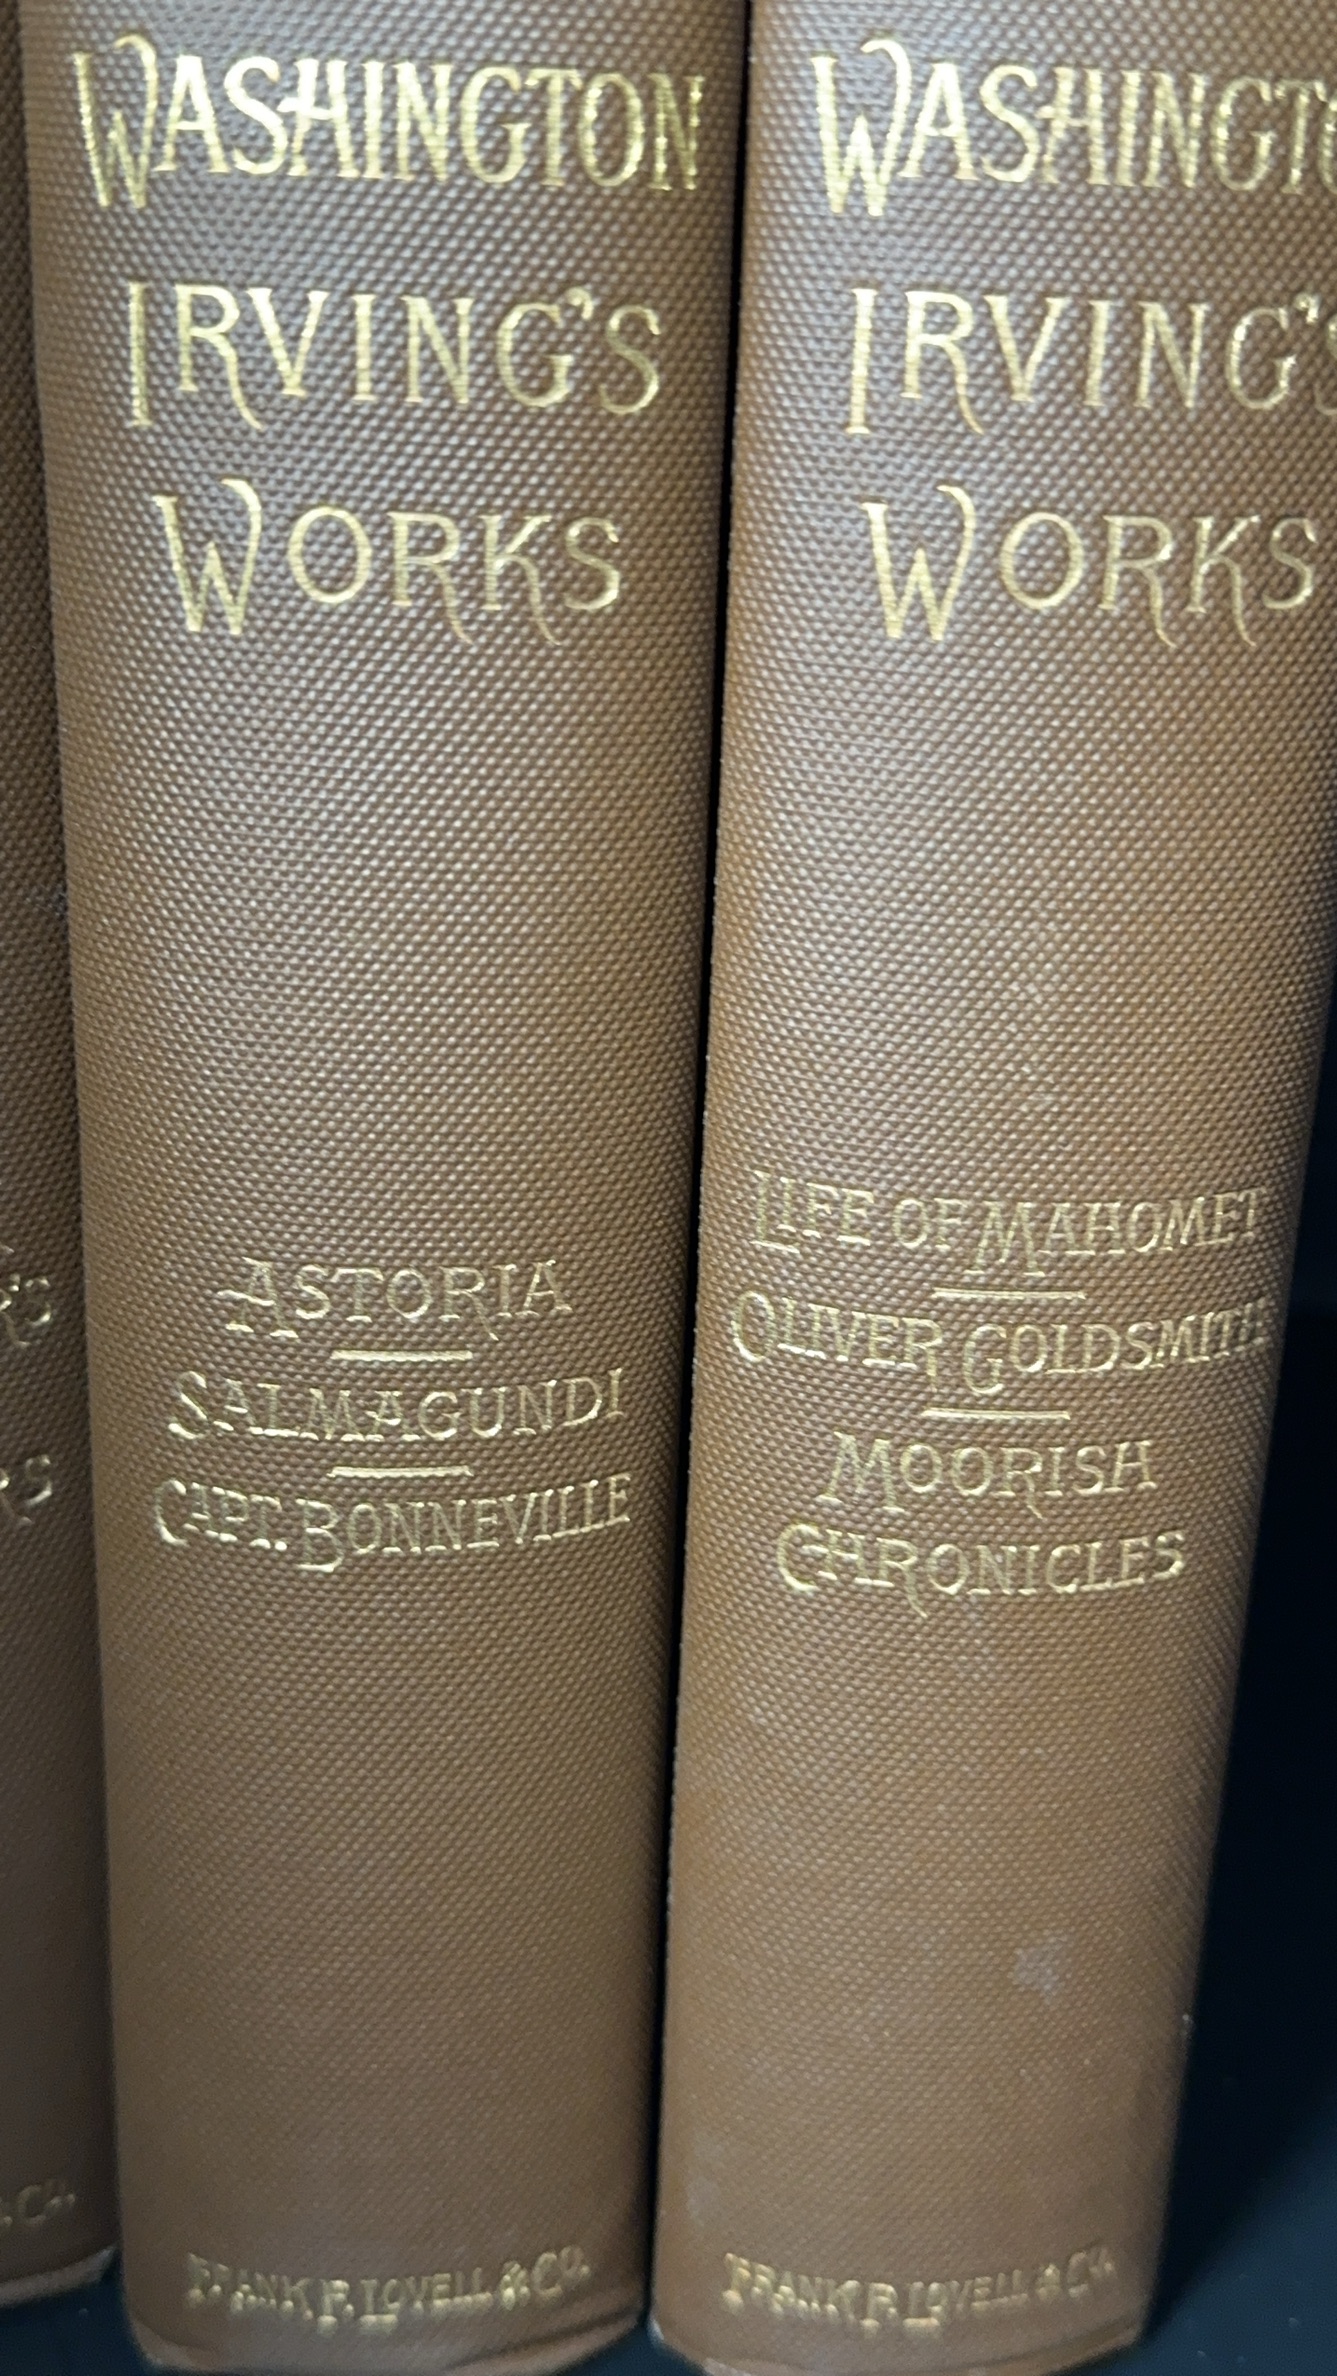 WASHINGTON
IRVING'S
WORKS
ASTORIA
SALMAGUNDI
CAPT. BONNEVILLE
FRANK F. LOVELL & CO.
WASHINGTO
IRVING'S
WORKS
LIFE OF MAHOMET
OLIVER GOLDSMITH
MOORISH
CHRONICLES
FRANK F. LOVELL & CO.